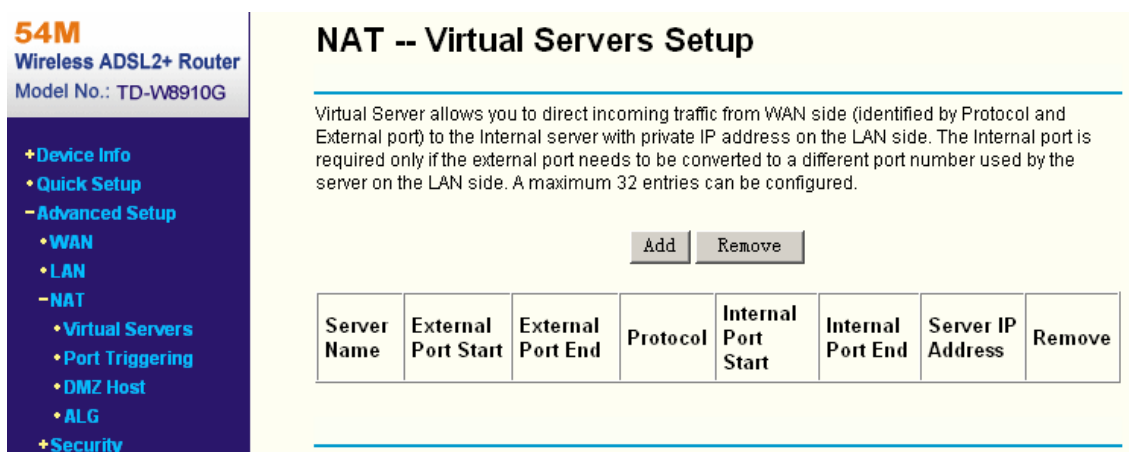 54M
Wireless ADSL2+ Router
Model No.: TD-W8910G
+Device Info
•Quick Setup
-Advanced Setup
•WAN
•LAN
-NAT
•Virtual Servers
•Port Triggering
•DMZ Host
•ALG
+Security
NAT -- Virtual Servers Setup
Virtual Server allows you to direct incoming traffic from WAN side (identified by Protocol and
External port) to the Internal server with private IP address on the LAN side. The Internal port is
required only if the external port needs to be converted to a different port number used by the
server on the LAN side. A maximum 32 entries can be configured.
Add Remove
Server Name External Port Start External Port End Protocol Internal Port Start Internal Port End Server IP Address Remove